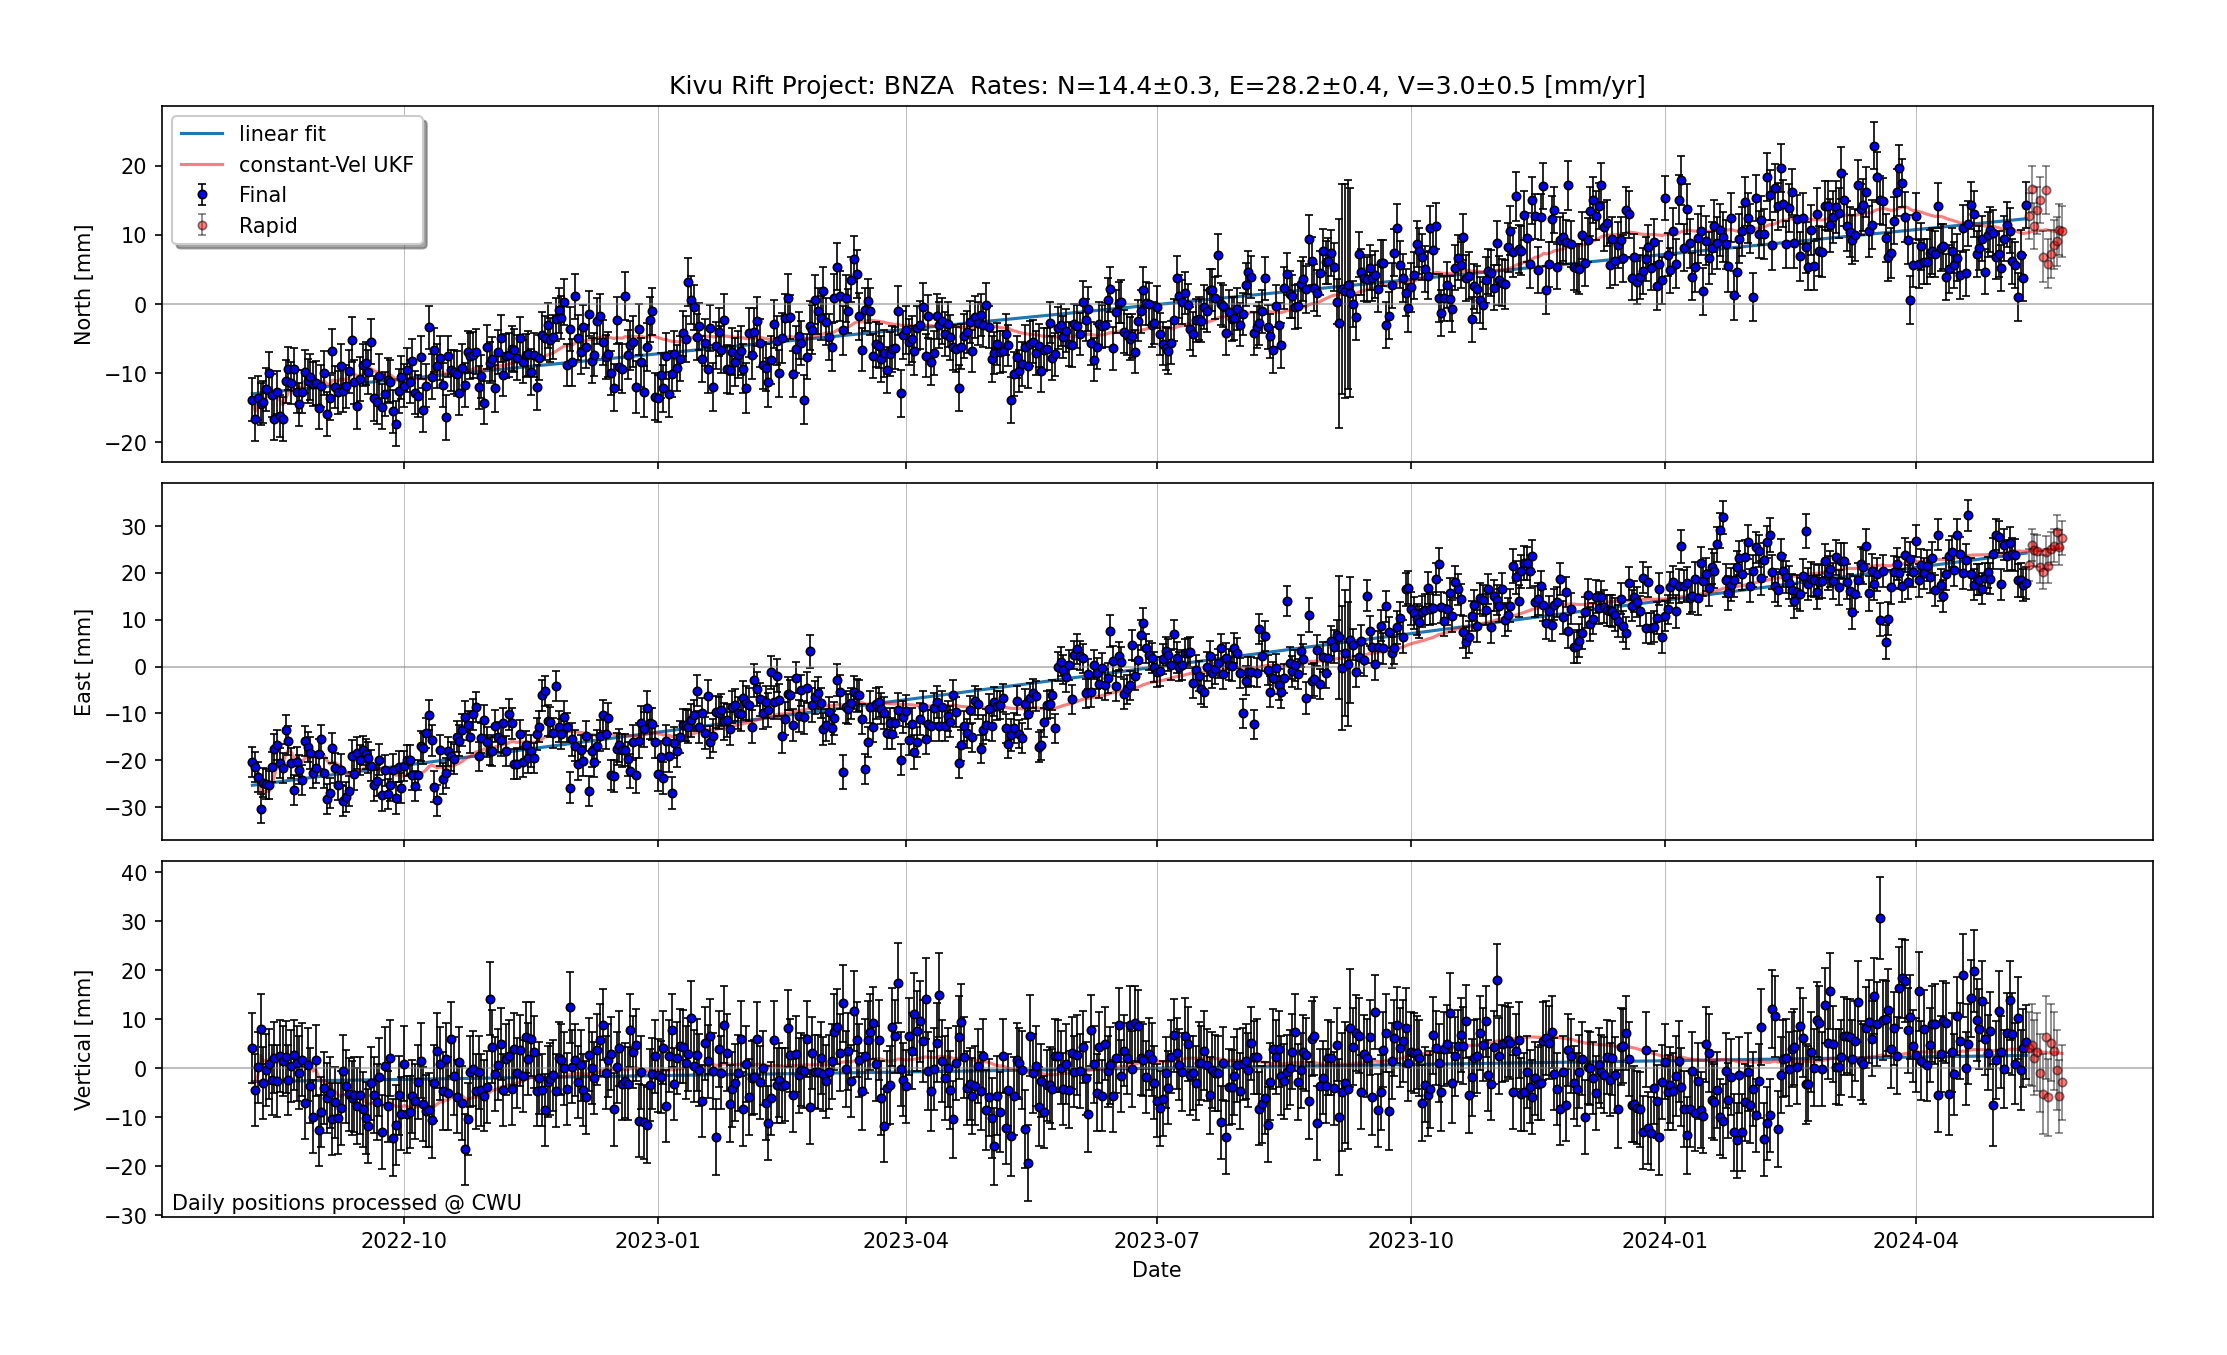 Kivu Rift Project: BNZA  Rates: N=14.4±0.3, E=28.2±0.4, V=3.0±0.5 [mm/yr]
linear fit
constant-Vel UKF
Final
Rapid
North [mm]
20
10
0
−10
−20
East [mm]
30
20
10
0
−10
−20
−30
Vertical [mm]
40
30
20
10
0
−10
−20
−30
Daily positions processed @ CWU
2022-10 2023-01 2023-04 2023-07 2023-10 2024-01 2024-04
Date